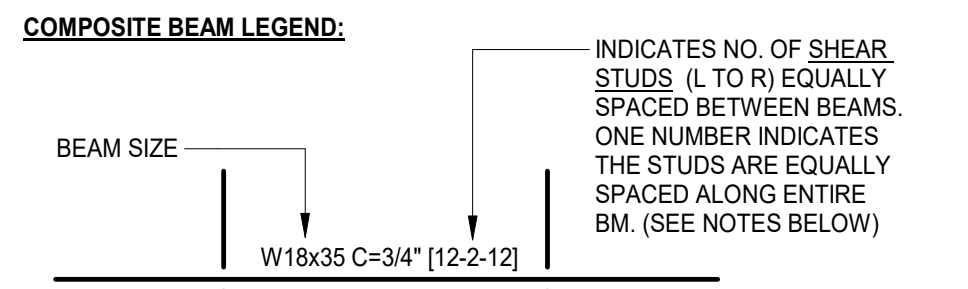 COMPOSITE BEAM LEGEND:
INDICATES NO. OF SHEAR
STUDS (L TO R) EQUALLY
SPACED BETWEEN BEAMS.
ONE NUMBER INDICATES
THE STUDS ARE EQUALLY
SPACED ALONG ENTIRE
BM. (SEE NOTES BELOW)
BEAM SIZE
W18x35 C=3/4" [12-2-12]